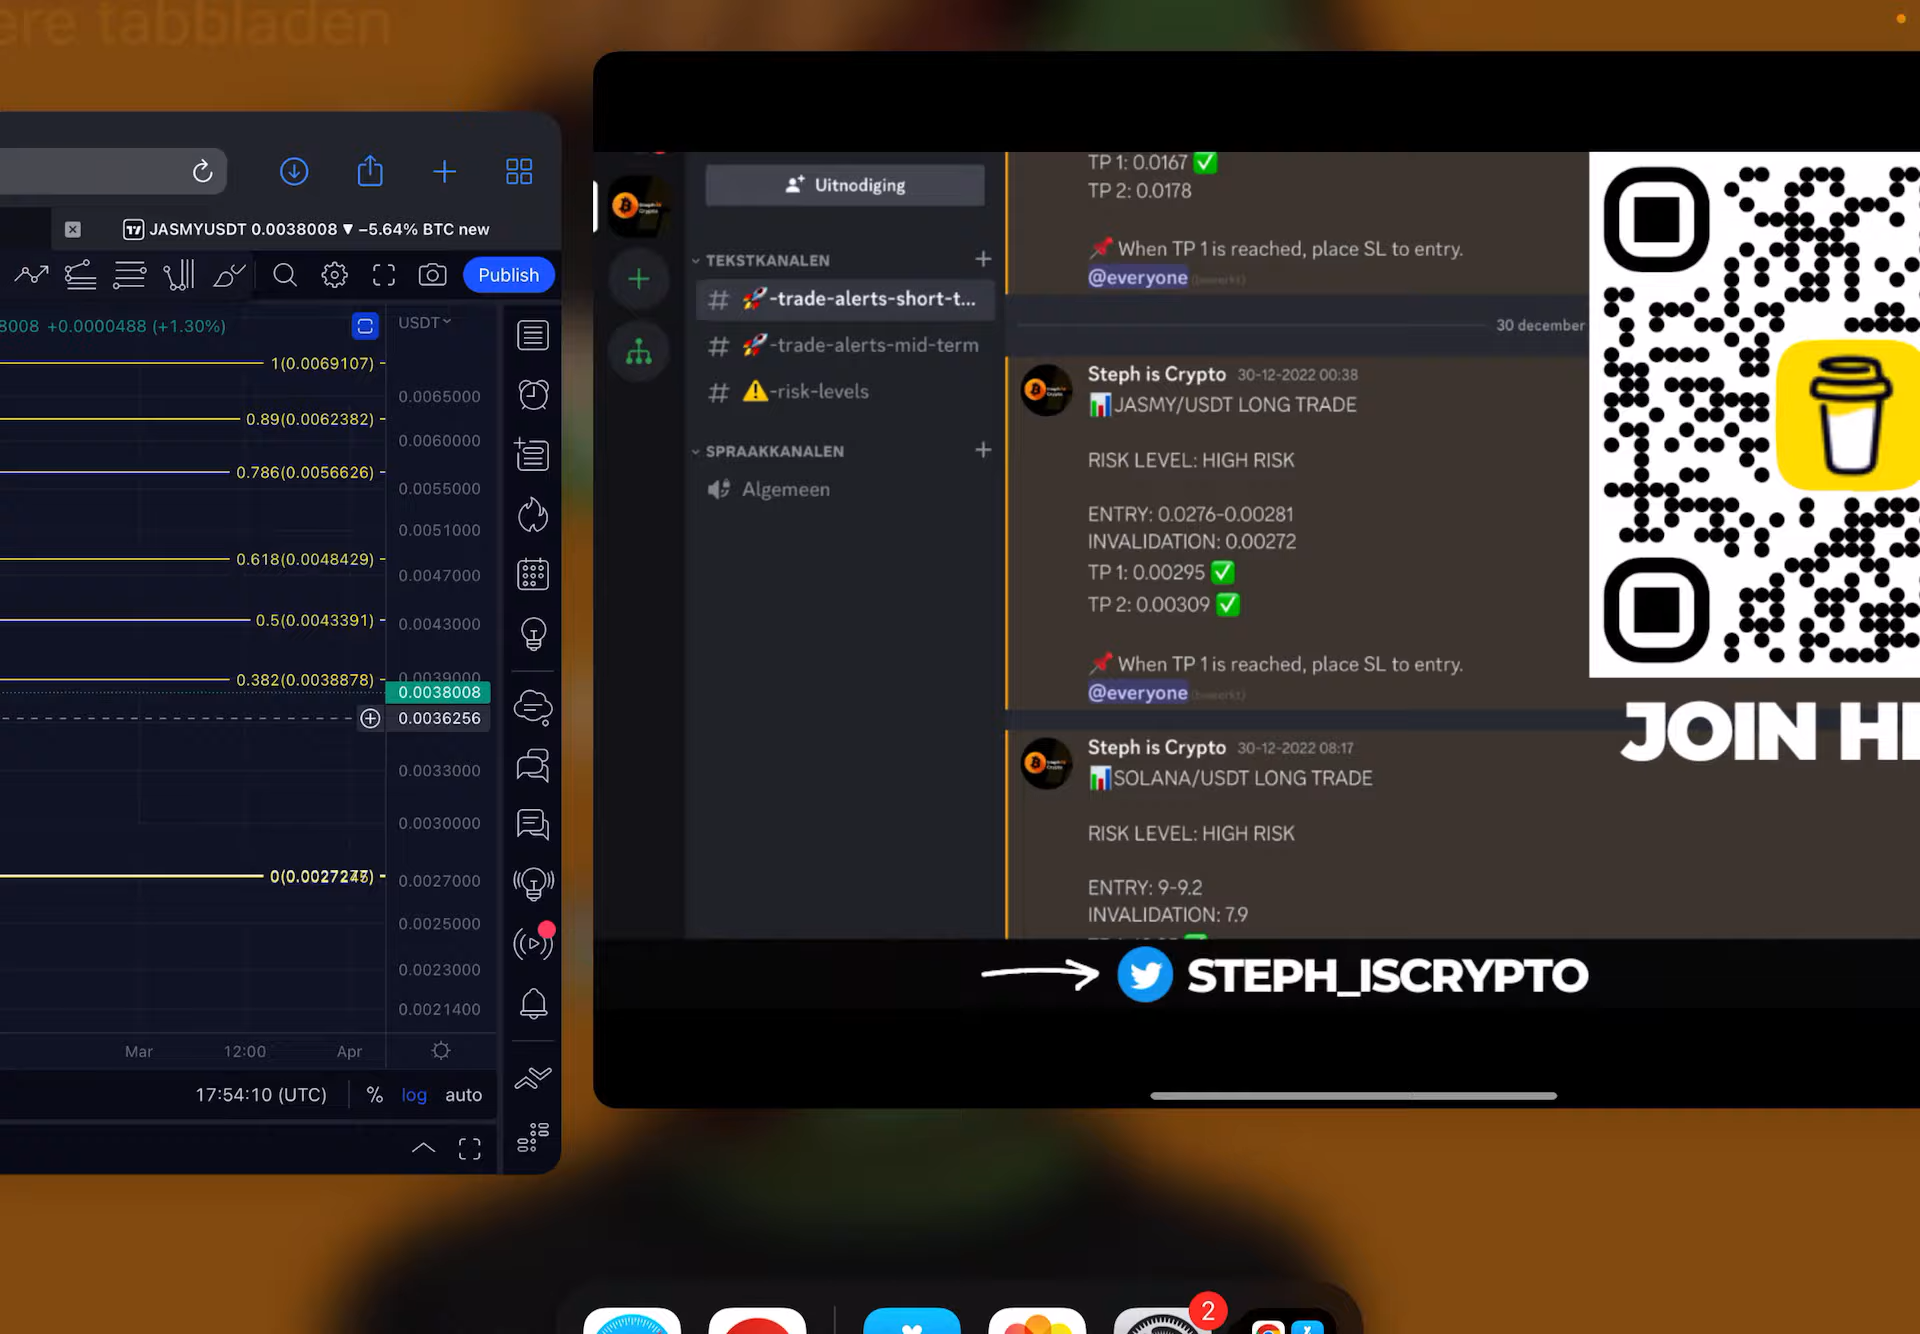 ere tabbladen
JASMYUSDT 0.0038008 ▼ −5.64% BTC new
Publish
8008 +0.0000488 (+1.30%)
USDT
1(0.0069107)
0.0065000
0.89(0.0062382)
0.0060000
0.786(0.0056626)
0.0055000
0.0051000
0.618(0.0048429)
0.0047000
0.5(0.0043391)
0.0043000
0.382(0.0038878)
0.0039000
0.0038008
0.0036256
0.0033000
0.0030000
0.0027000
0.0025000
0.0023000
0.0021400
Mar
12:00
Apr
17:54:10 (UTC)
%
log
auto
Uitnodiging
TEKSTKANALEN
# 🚀-trade-alerts-short-t...
# 🚀-trade-alerts-mid-term
# ⚠️-risk-levels
SPRAAKKANALEN
Algemeen
TP 1: 0.0167 ✅
TP 2: 0.0178
📌 When TP 1 is reached, place SL to entry.
@everyone (bewerkt)
30 december
Steph is Crypto 30-12-2022 00:38
📊JASMY/USDT LONG TRADE
RISK LEVEL: HIGH RISK
ENTRY: 0.0276-0.00281
INVALIDATION: 0.00272
TP 1: 0.00295 ✅
TP 2: 0.00309 ✅
📌 When TP 1 is reached, place SL to entry.
@everyone (bewerkt)
Steph is Crypto 30-12-2022 08:17
📊SOLANA/USDT LONG TRADE
RISK LEVEL: HIGH RISK
ENTRY: 9-9.2
INVALIDATION: 7.9
JOIN HE
STEPH_ISCRYPTO
2